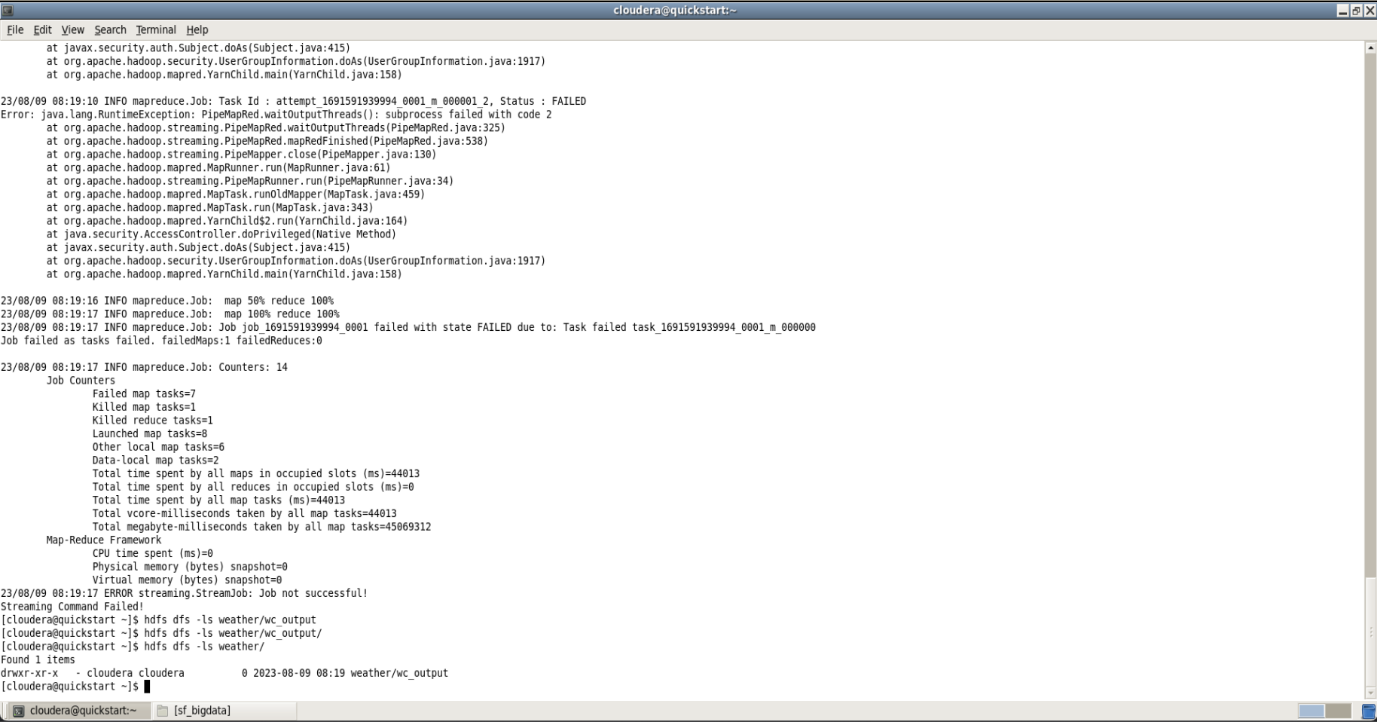 cloudera@quickstart:~
File Edit View Search Terminal Help
at javax.security.auth.Subject.doAs(Subject.java:415)
at org.apache.hadoop.security.UserGroupInformation.doAs(UserGroupInformation.java:1917)
at org.apache.hadoop.mapred.YarnChild.main(YarnChild.java:158)
23/08/09 08:19:10 INFO mapreduce.Job: Task Id : attempt_1691591939994_0001_m_000001_2, Status : FAILED
Error: java.lang.RuntimeException: PipeMapRed.waitOutputThreads(): subprocess failed with code 2
at org.apache.hadoop.streaming.PipeMapRed.waitOutputThreads(PipeMapRed.java:325)
at org.apache.hadoop.streaming.PipeMapRed.mapRedFinished(PipeMapRed.java:538)
at org.apache.hadoop.streaming.PipeMapper.close(PipeMapper.java:130)
at org.apache.hadoop.mapred.MapRunner.run(MapRunner.java:61)
at org.apache.hadoop.streaming.PipeMapRunner.run(PipeMapRunner.java:34)
at org.apache.hadoop.mapred.MapTask.runOldMapper(MapTask.java:459)
at org.apache.hadoop.mapred.MapTask.run(MapTask.java:343)
at org.apache.hadoop.mapred.YarnChild$2.run(YarnChild.java:164)
at java.security.AccessController.doPrivileged(Native Method)
at javax.security.auth.Subject.doAs(Subject.java:415)
at org.apache.hadoop.security.UserGroupInformation.doAs(UserGroupInformation.java:1917)
at org.apache.hadoop.mapred.YarnChild.main(YarnChild.java:158)
23/08/09 08:19:16 INFO mapreduce.Job:  map 50% reduce 100%
23/08/09 08:19:17 INFO mapreduce.Job:  map 100% reduce 100%
23/08/09 08:19:17 INFO mapreduce.Job: Job job_1691591939994_0001 failed with state FAILED due to: Task failed task_1691591939994_0001_m_000000
Job failed as tasks failed. failedMaps:1 failedReduces:0
23/08/09 08:19:17 INFO mapreduce.Job: Counters: 14
Job Counters
Failed map tasks=7
Killed map tasks=1
Killed reduce tasks=1
Launched map tasks=8
Other local map tasks=6
Data-local map tasks=2
Total time spent by all maps in occupied slots (ms)=44013
Total time spent by all reduces in occupied slots (ms)=0
Total time spent by all map tasks (ms)=44013
Total vcore-milliseconds taken by all map tasks=44013
Total megabyte-milliseconds taken by all map tasks=45069312
Map-Reduce Framework
CPU time spent (ms)=0
Physical memory (bytes) snapshot=0
Virtual memory (bytes) snapshot=0
23/08/09 08:19:17 ERROR streaming.StreamJob: Job not successful!
Streaming Command Failed!
[cloudera@quickstart ~]$ hdfs dfs -ls weather/wc_output
[cloudera@quickstart ~]$ hdfs dfs -ls weather/wc_output/
[cloudera@quickstart ~]$ hdfs dfs -ls weather/
Found 1 items
drwxr-xr-x   - cloudera cloudera          0 2023-08-09 08:19 weather/wc_output
[cloudera@quickstart ~]$
cloudera@quickstart:~ [sf_bigdata]